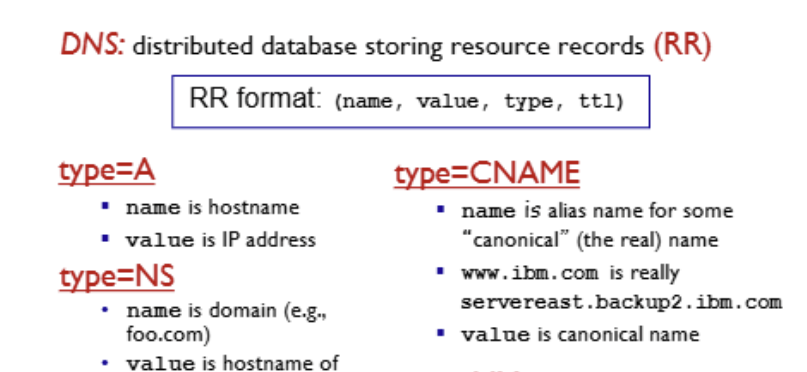 DNS: distributed database storing resource records (RR)
RR format: (name, value, type, ttl)
type=A
▪ name is hostname
▪ value is IP address
type=NS
• name is domain (e.g.,
foo.com)
• value is hostname of
type=CNAME
▪ name is alias name for some
“canonical” (the real) name
▪ www.ibm.com is really
servereast.backup2.ibm.com
▪ value is canonical name